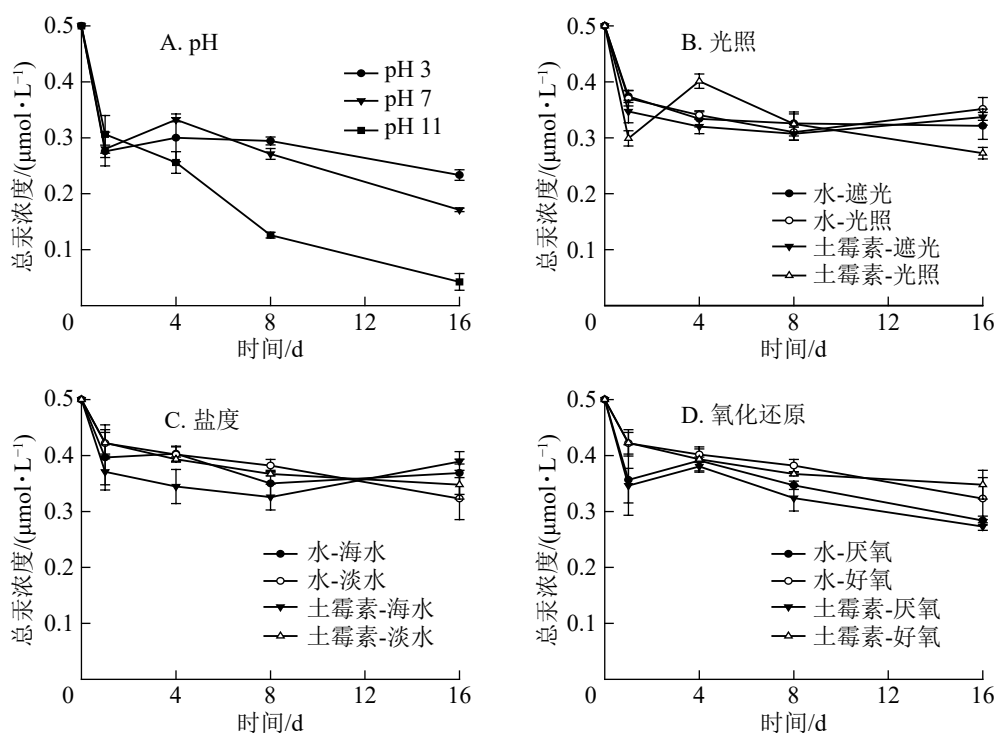 A. pH
pH 3
pH 7
pH 11
总汞浓度/(μmol·L⁻¹)
0.5
0.4
0.3
0.2
0.1
0 4 8 12 16
时间/d
B. 光照
水-遮光
水-光照
土霉素-遮光
土霉素-光照
总汞浓度/(μmol·L⁻¹)
0.5
0.4
0.3
0.2
0.1
0 4 8 12 16
时间/d
C. 盐度
水-海水
水-淡水
土霉素-海水
土霉素-淡水
总汞浓度/(μmol·L⁻¹)
0.5
0.4
0.3
0.2
0.1
0 4 8 12 16
时间/d
D. 氧化还原
水-厌氧
水-好氧
土霉素-厌氧
土霉素-好氧
总汞浓度/(μmol·L⁻¹)
0.5
0.4
0.3
0.2
0.1
0 4 8 12 16
时间/d